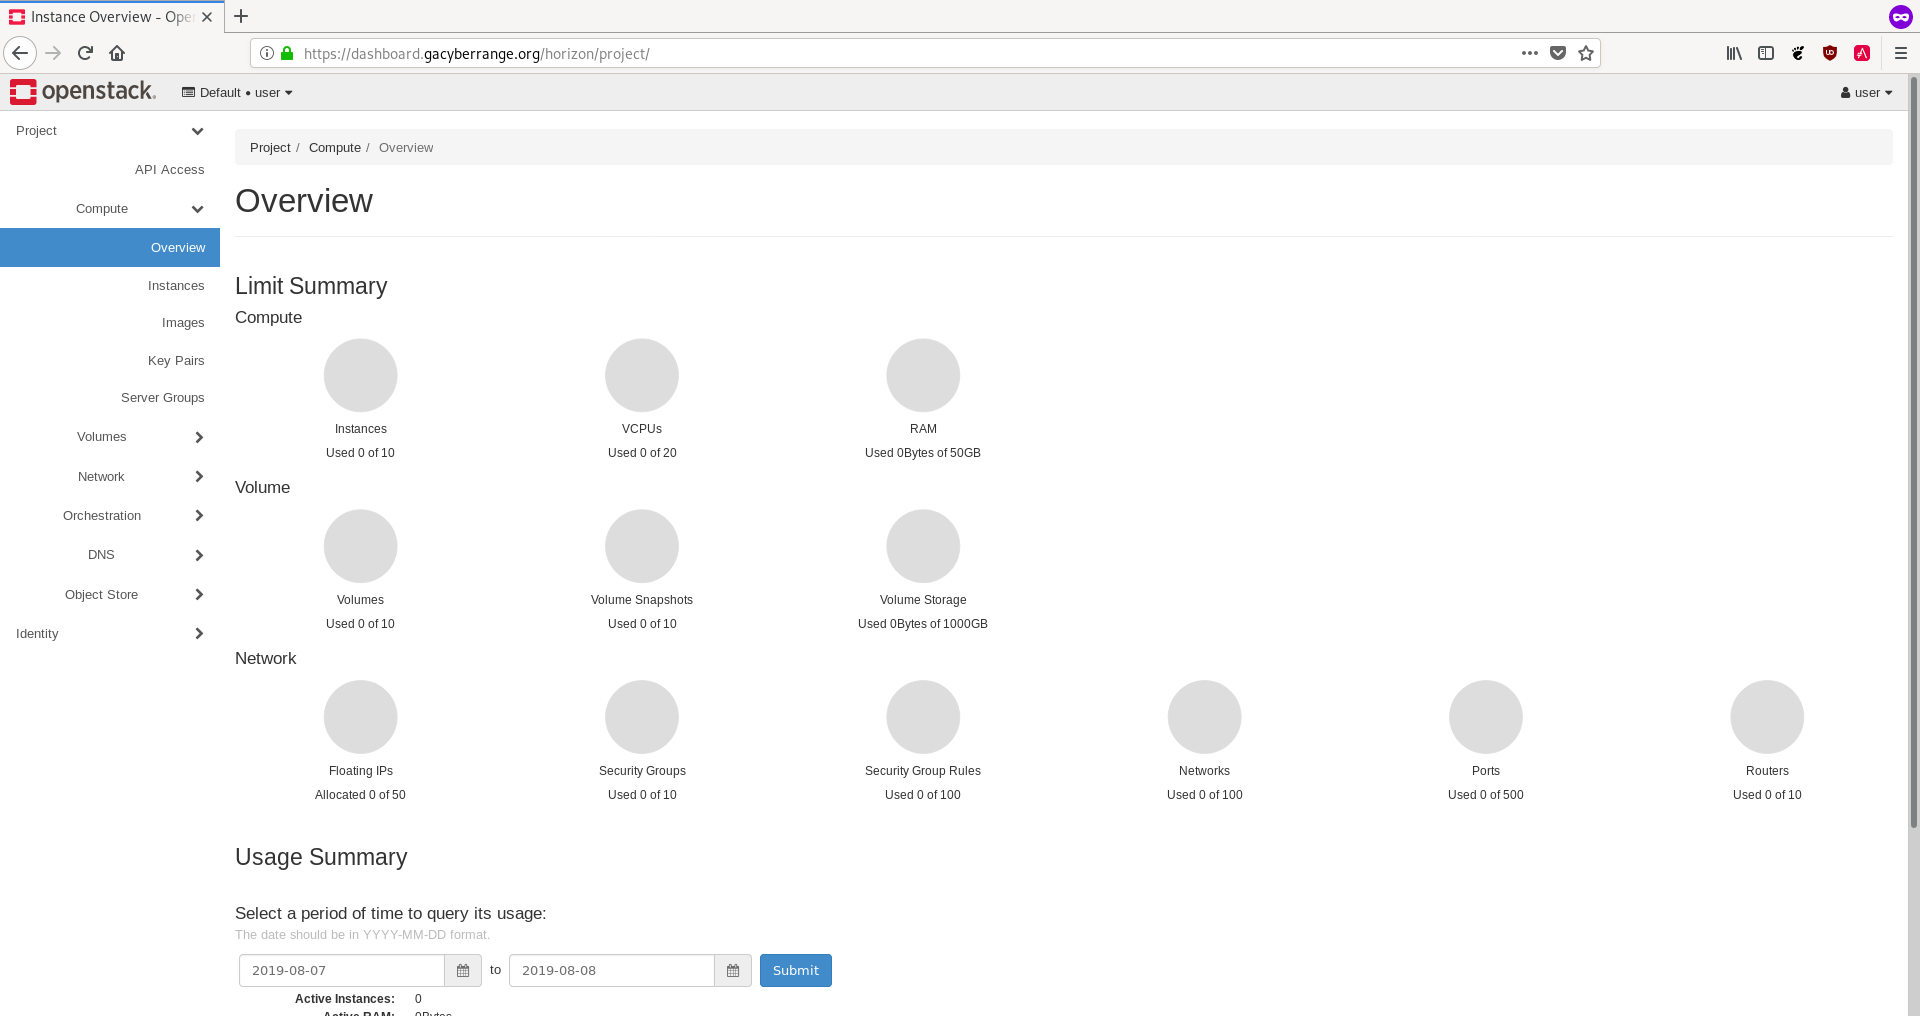 Instance Overview - Ope
https://dashboard.gacyberrange.org/horizon/project/
openstack.
Default • user
user
Project
API Access
Compute
Overview
Instances
Images
Key Pairs
Server Groups
Volumes
Network
Orchestration
DNS
Object Store
Identity
Project / Compute / Overview
Overview
Limit Summary
Compute
Instances
Used 0 of 10
VCPUs
Used 0 of 20
RAM
Used 0Bytes of 50GB
Volume
Volumes
Used 0 of 10
Volume Snapshots
Used 0 of 10
Volume Storage
Used 0Bytes of 1000GB
Network
Floating IPs
Allocated 0 of 50
Security Groups
Used 0 of 10
Security Group Rules
Used 0 of 100
Networks
Used 0 of 100
Ports
Used 0 of 500
Routers
Used 0 of 10
Usage Summary
Select a period of time to query its usage:
The date should be in YYYY-MM-DD format.
2019-08-07 to 2019-08-08 Submit
Active Instances: 0
Active RAM: 0Bytes